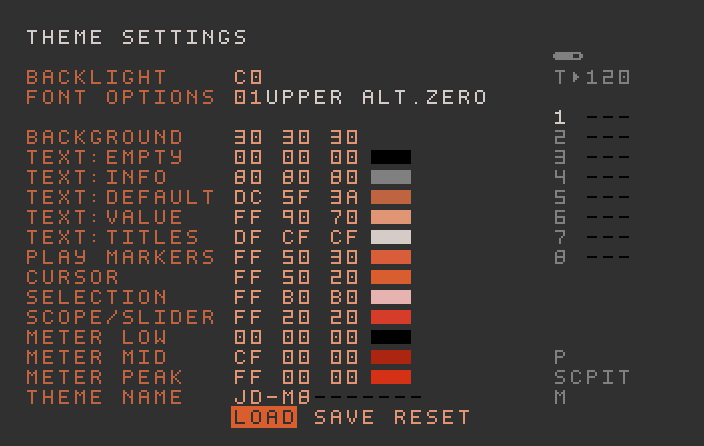 THEME SETTINGS
BACKLIGHT C0 T▸120
FONT OPTIONS 01UPPER ALT.ZERO
1 ---
BACKGROUND 30 30 30 2 ---
TEXT:EMPTY 00 00 00 3 ---
TEXT:INFO 80 80 80 4 ---
TEXT:DEFAULT DC 5F 3A 5 ---
TEXT:VALUE FF 90 70 6 ---
TEXT:TITLES DF CF CF 7 ---
PLAY MARKERS FF 50 30 8 ---
CURSOR FF 50 20
SELECTION FF B0 B0
SCOPE/SLIDER FF 20 20
METER LOW 00 00 00
METER MID CF 00 00 P
METER PEAK FF 00 00 SCPIT
THEME NAME JD-M8------- M
LOAD SAVE RESET